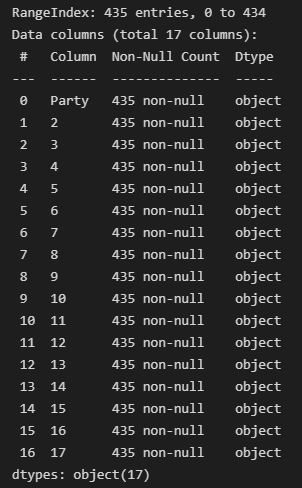 RangeIndex: 435 entries, 0 to 434
Data columns (total 17 columns):
 #   Column  Non-Null Count  Dtype
---  ------  --------------  -----
 0   Party   435 non-null    object
 1   2       435 non-null    object
 2   3       435 non-null    object
 3   4       435 non-null    object
 4   5       435 non-null    object
 5   6       435 non-null    object
 6   7       435 non-null    object
 7   8       435 non-null    object
 8   9       435 non-null    object
 9   10      435 non-null    object
 10  11      435 non-null    object
 11  12      435 non-null    object
 12  13      435 non-null    object
 13  14      435 non-null    object
 14  15      435 non-null    object
 15  16      435 non-null    object
 16  17      435 non-null    object
dtypes: object(17)